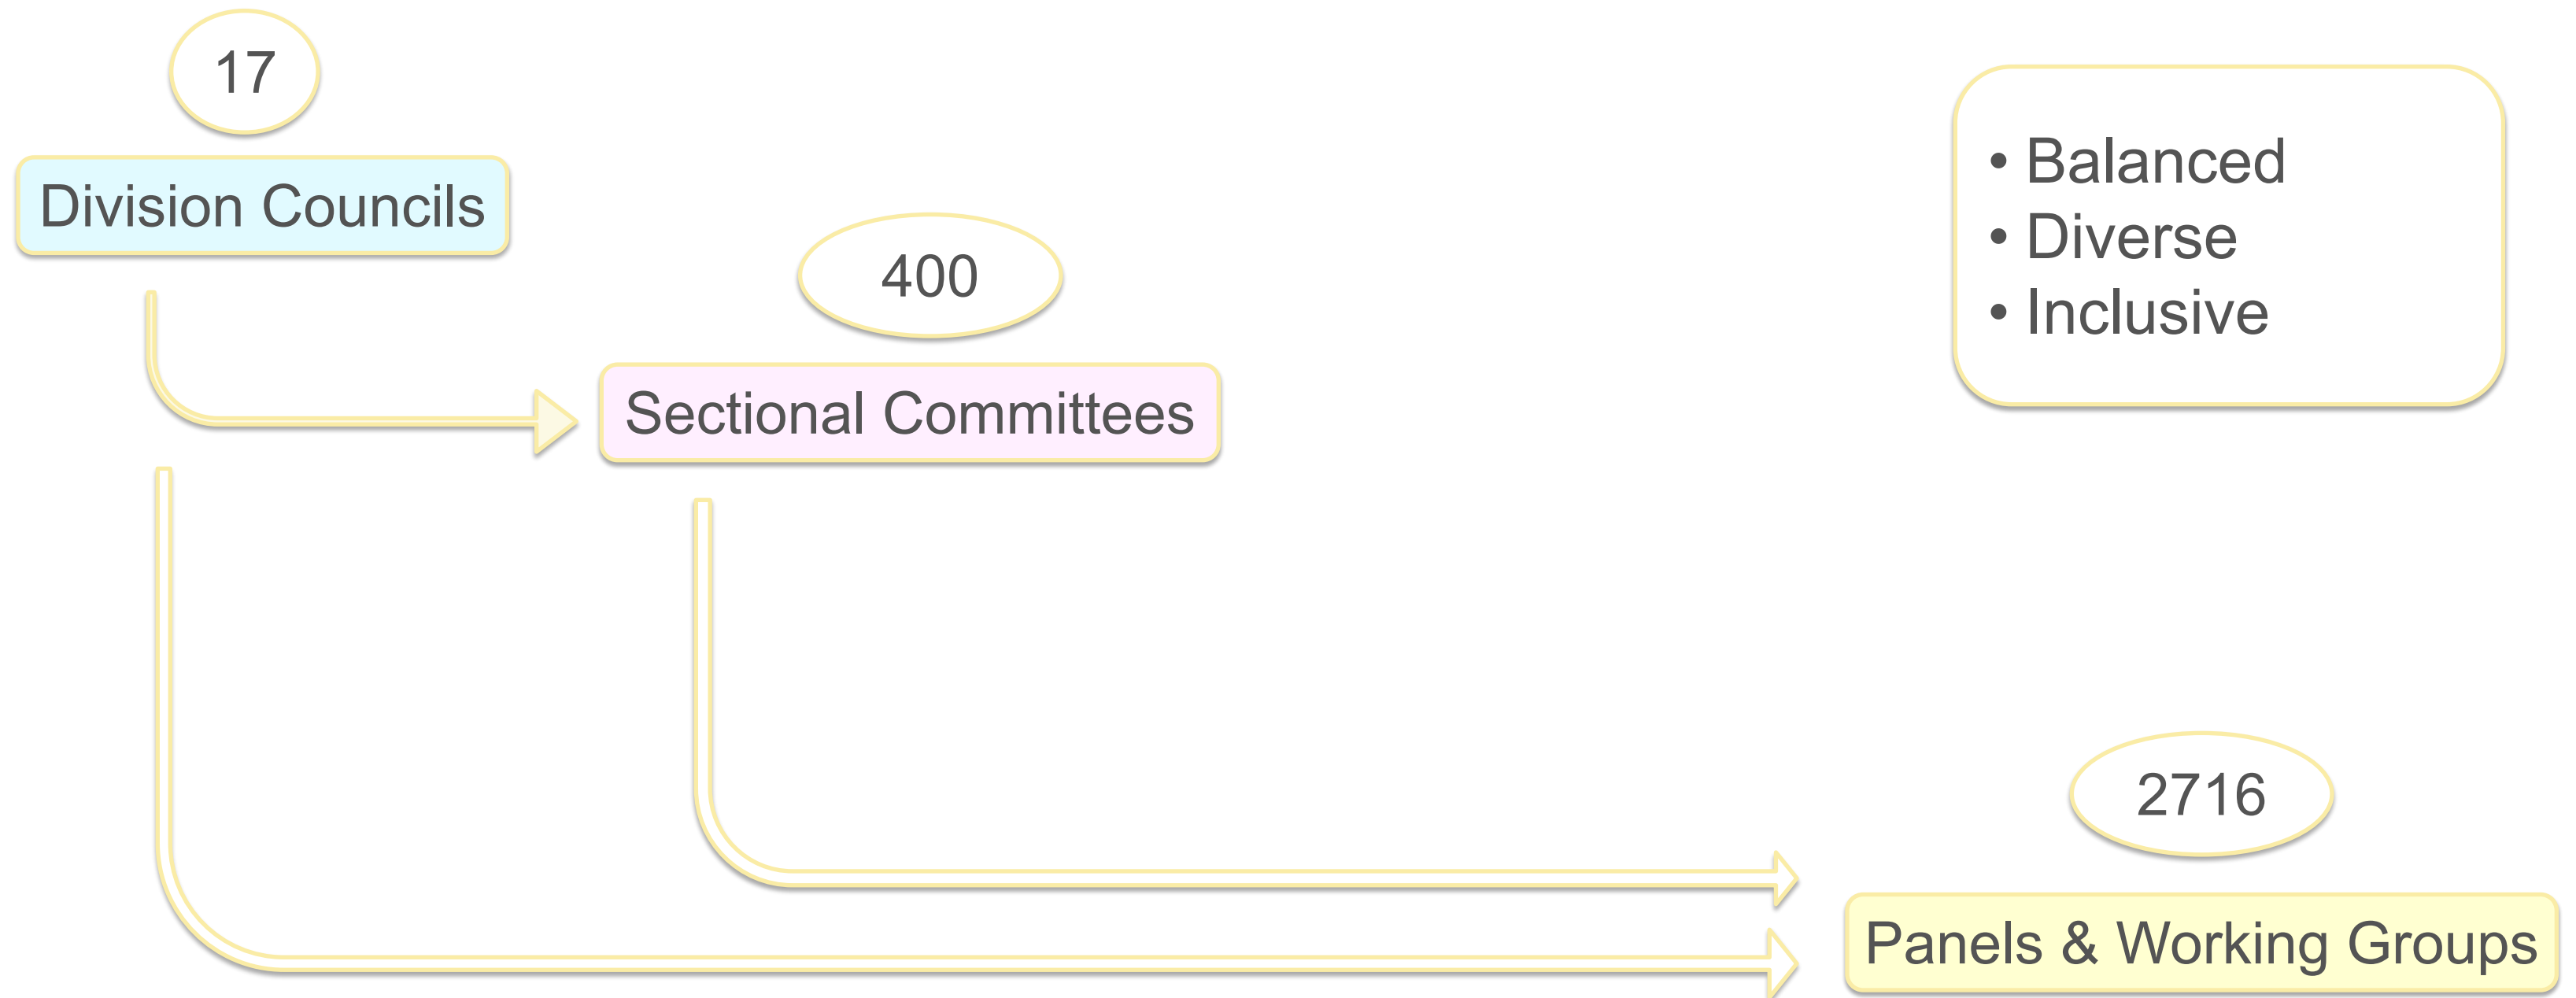 17
Division Councils
400
Sectional Committees
• Balanced
• Diverse
• Inclusive
2716
Panels & Working Groups